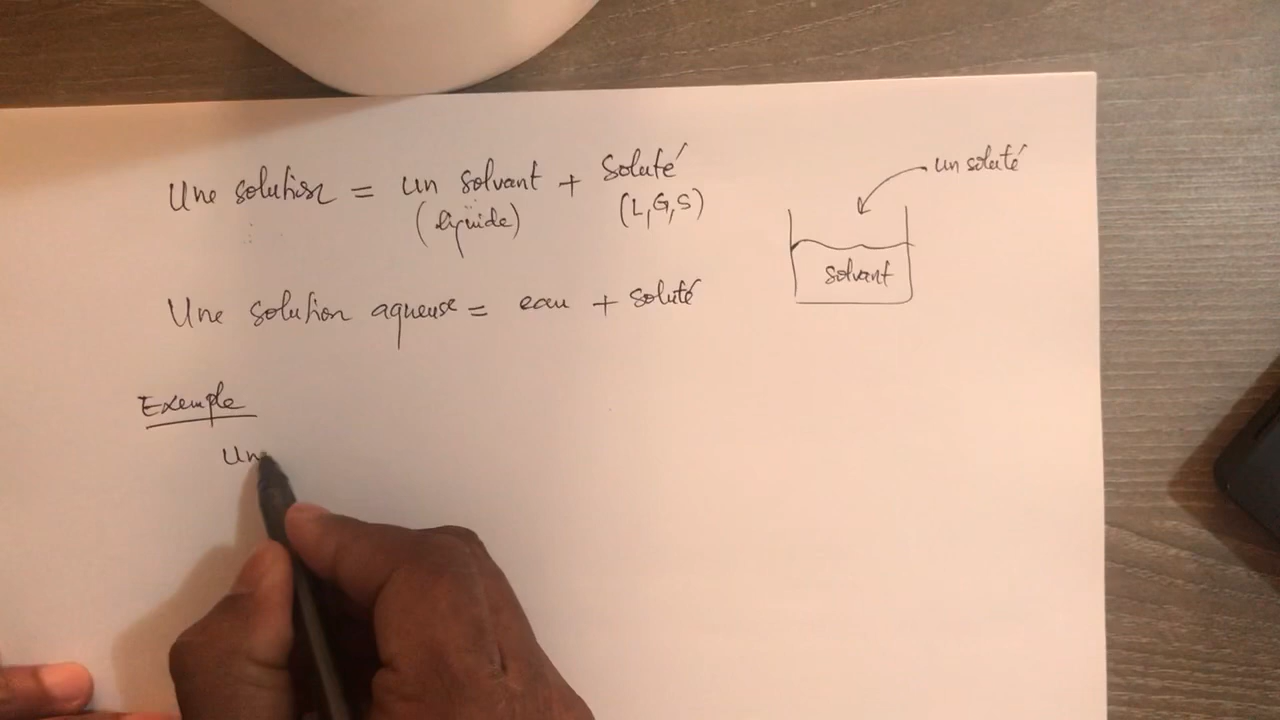 Une solution = un solvant + Soluté
(liquide) (L,G,S)
un soluté
solvant
Une solution aqueuse = eau + soluté
Exemple
Un